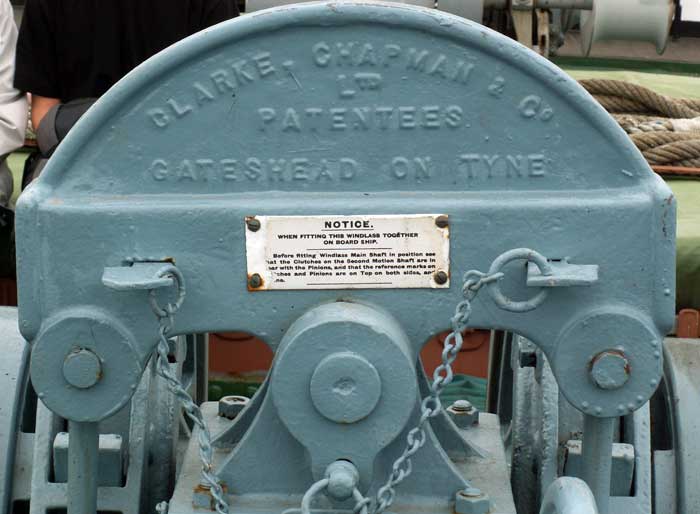 CLARKE, CHAPMAN & CO
LTD
PATENTEES
GATESHEAD ON TYNE
NOTICE.
WHEN FITTING THIS WINDLASS TOGETHER
ON BOARD SHIP.
Before fitting Windlass Main Shaft in position see
that the Clutches on the Second Motion Shaft are in
with the Pinions, and that the reference marks on
and Pinions are on Top on both sides,